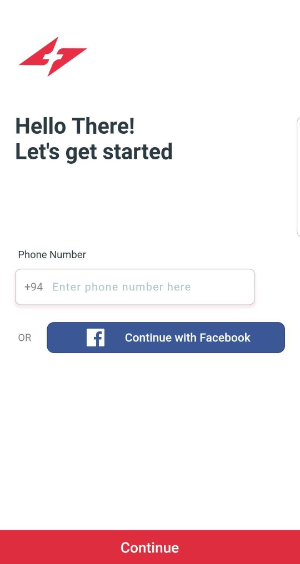 Hello There!
Let's get started
Phone Number
+94 Enter phone number here
OR
Continue with Facebook
Continue